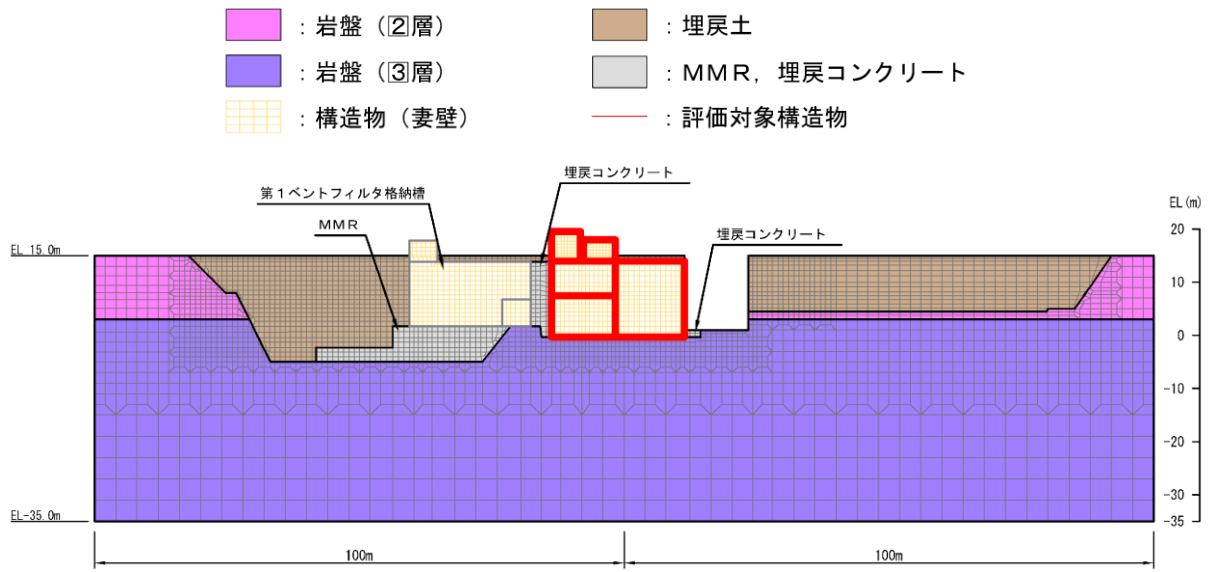 ：岩盤（②層）
：埋戻土
：岩盤（③層）
：ＭＭＲ，埋戻コンクリート
：構造物（妻壁）
：評価対象構造物
埋戻コンクリート
第１ベントフィルタ格納槽
ＭＭＲ
埋戻コンクリート
EL 15.0m
EL(m)
20
10
0
-10
-20
-30
-35
EL-35.0m
100m
100m